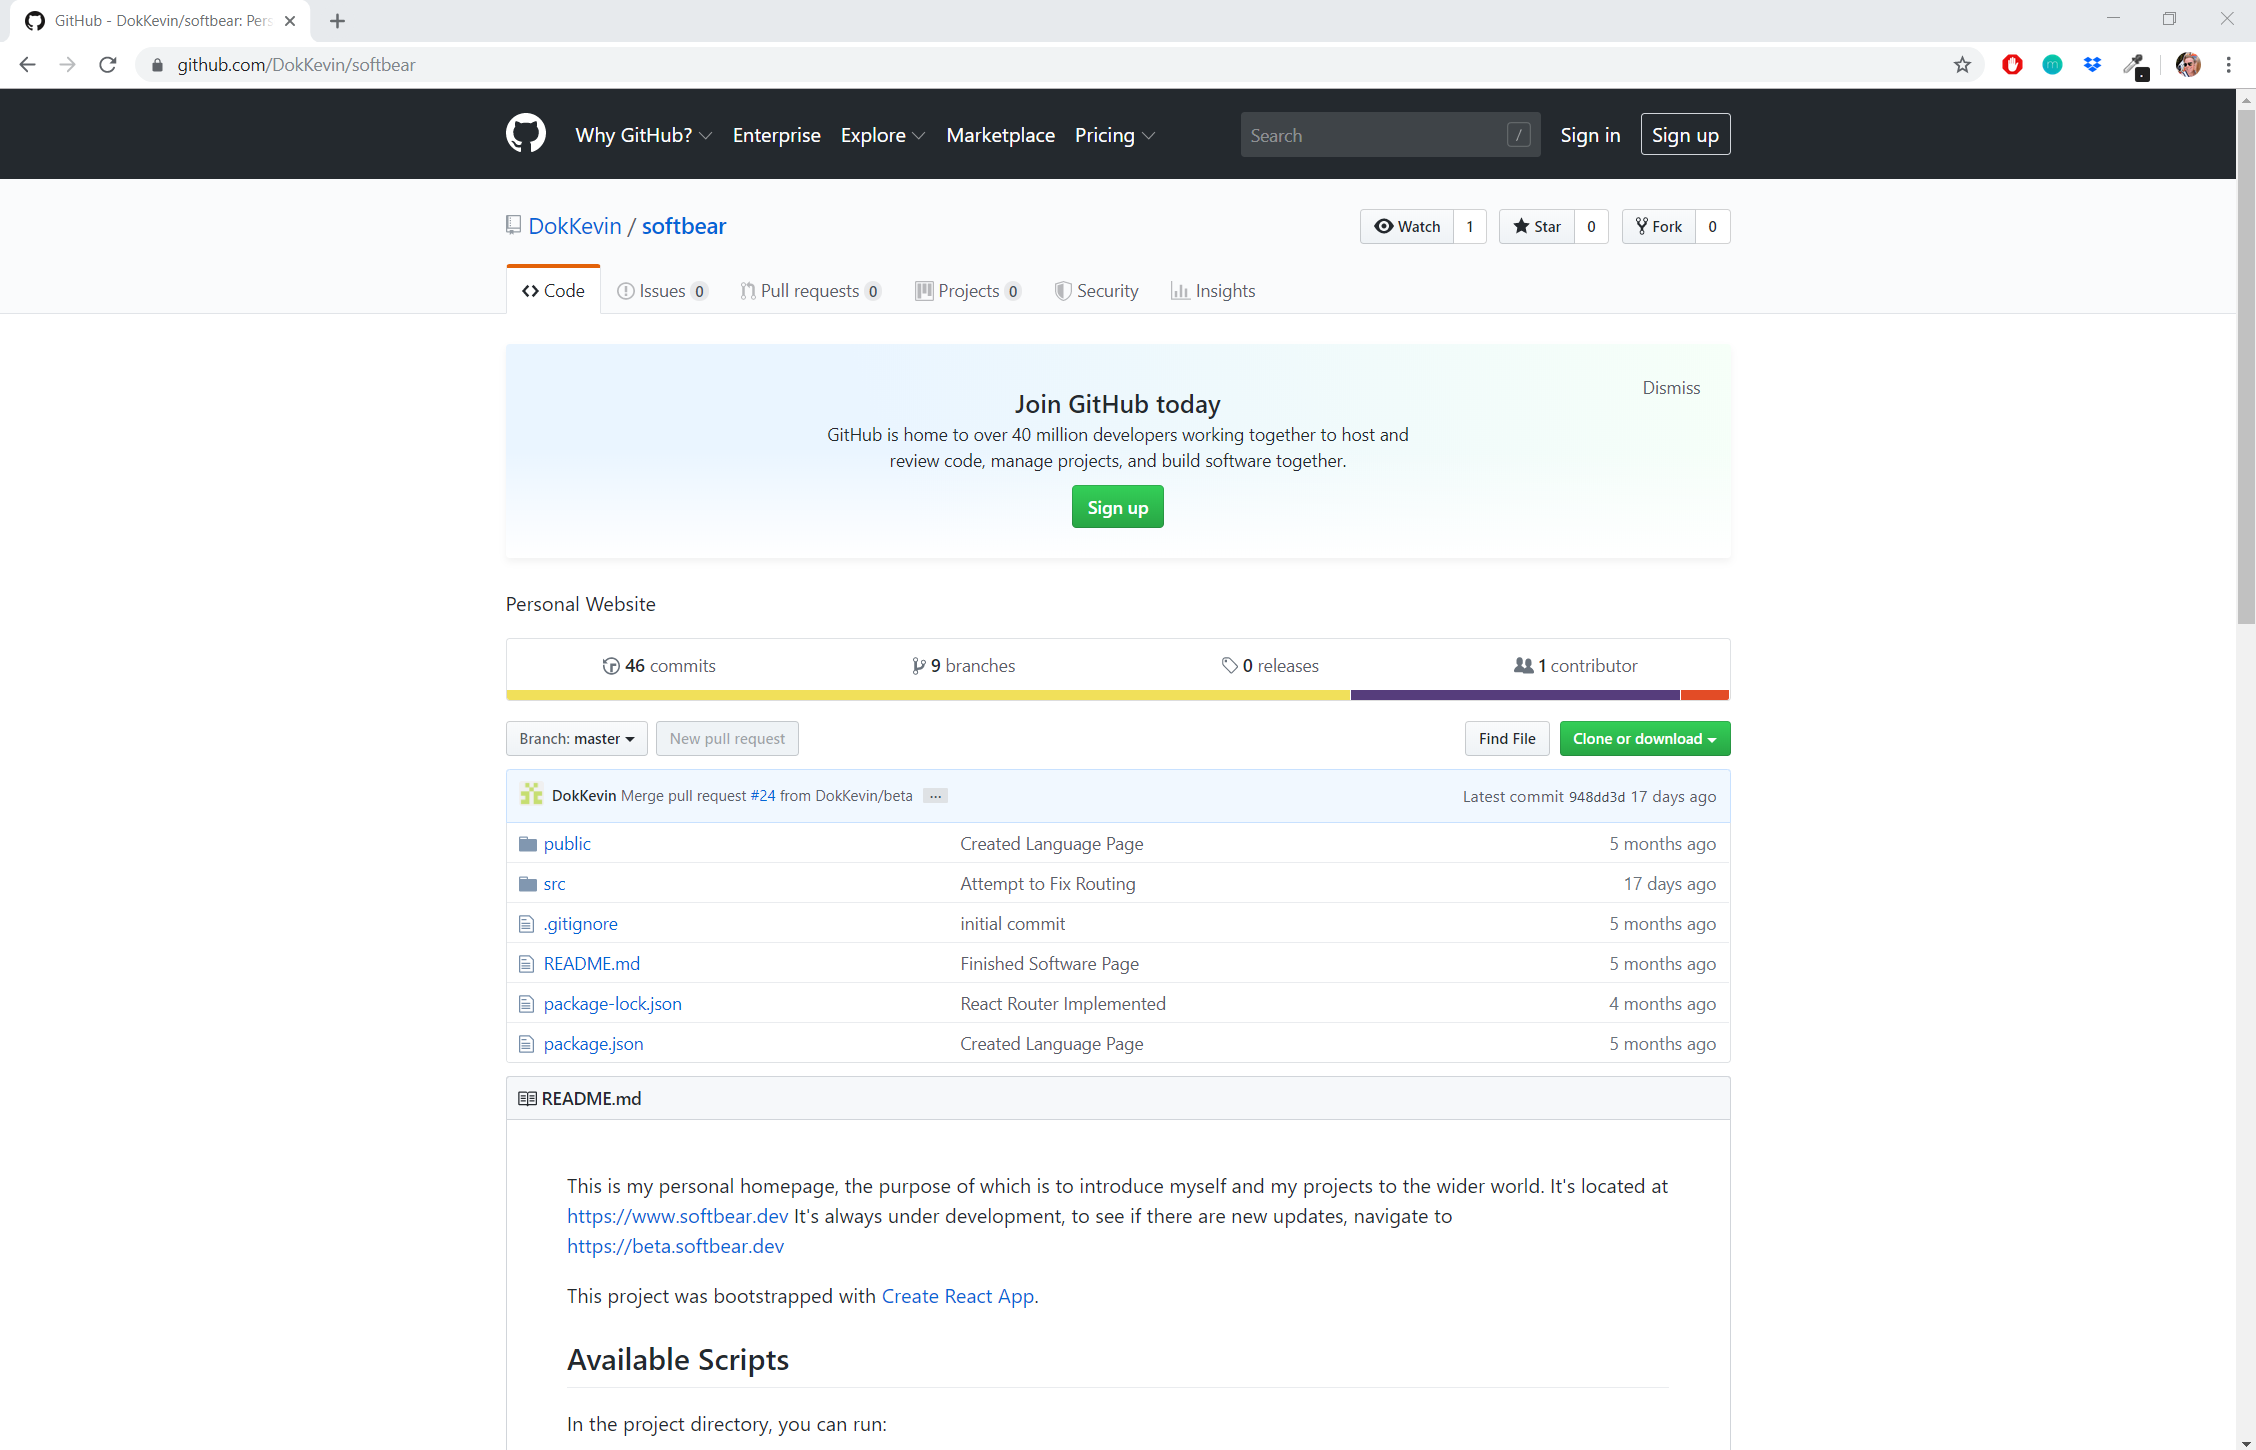 GitHub - DokKevin/softbear: Pers
github.com/DokKevin/softbear
m
Why GitHub? Enterprise Explore Marketplace Pricing Search / Sign in Sign up
DokKevin / softbear Watch 1 Star 0 Fork 0
Code Issues 0 Pull requests 0 Projects 0 Security Insights
Dismiss
Join GitHub today
GitHub is home to over 40 million developers working together to host and
review code, manage projects, and build software together.
Sign up
Personal Website
46 commits 9 branches 0 releases 1 contributor
Branch: master New pull request Find File Clone or download
DokKevin Merge pull request #24 from DokKevin/beta ... Latest commit 948dd3d 17 days ago
public Created Language Page 5 months ago
src Attempt to Fix Routing 17 days ago
.gitignore initial commit 5 months ago
README.md Finished Software Page 5 months ago
package-lock.json React Router Implemented 4 months ago
package.json Created Language Page 5 months ago
README.md
This is my personal homepage, the purpose of which is to introduce myself and my projects to the wider world. It's located at
https://www.softbear.dev It's always under development, to see if there are new updates, navigate to
https://beta.softbear.dev
This project was bootstrapped with Create React App.
Available Scripts
In the project directory, you can run: